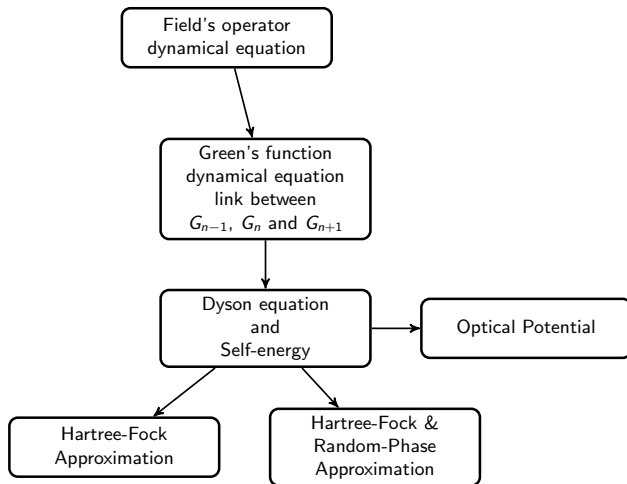 Field's operator
dynamical equation
Green's function
dynamical equation
link between
Gₙ₋₁, Gₙ and Gₙ₊₁
Dyson equation
and
Self-energy
Optical Potential
Hartree-Fock
Approximation
Hartree-Fock &
Random-Phase
Approximation